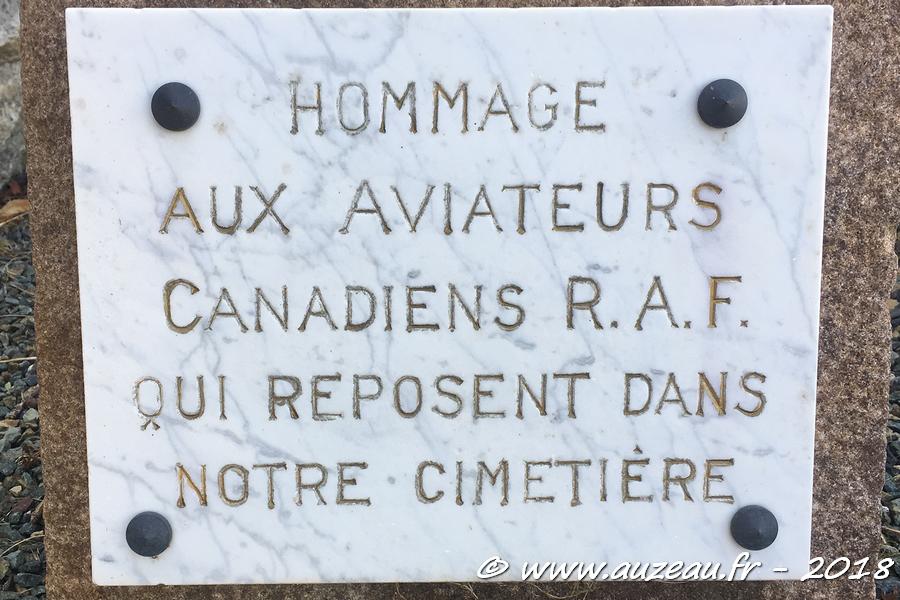 HOMMAGE
AUX AVIATEURS
CANADIENS R.A.F.
QUI REPOSENT DANS
NOTRE CIMETIÈRE
© www.auzeau.fr - 2018